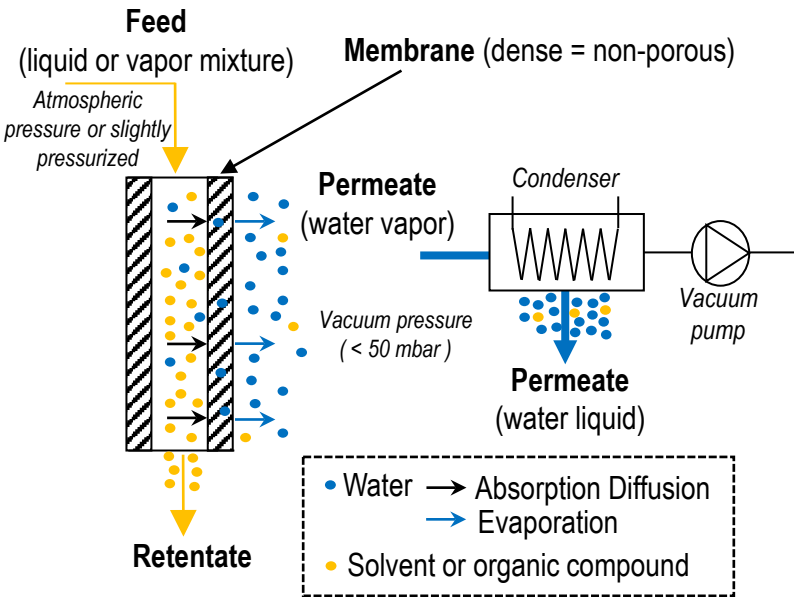 Feed
(liquid or vapor mixture)
Atmospheric
pressure or slightly
pressurized
Membrane (dense = non-porous)
Permeate
(water vapor)
Condenser
Vacuum pressure
( < 50 mbar )
Vacuum
pump
Permeate
(water liquid)
Retentate
Water Absorption Diffusion
Evaporation
Solvent or organic compound